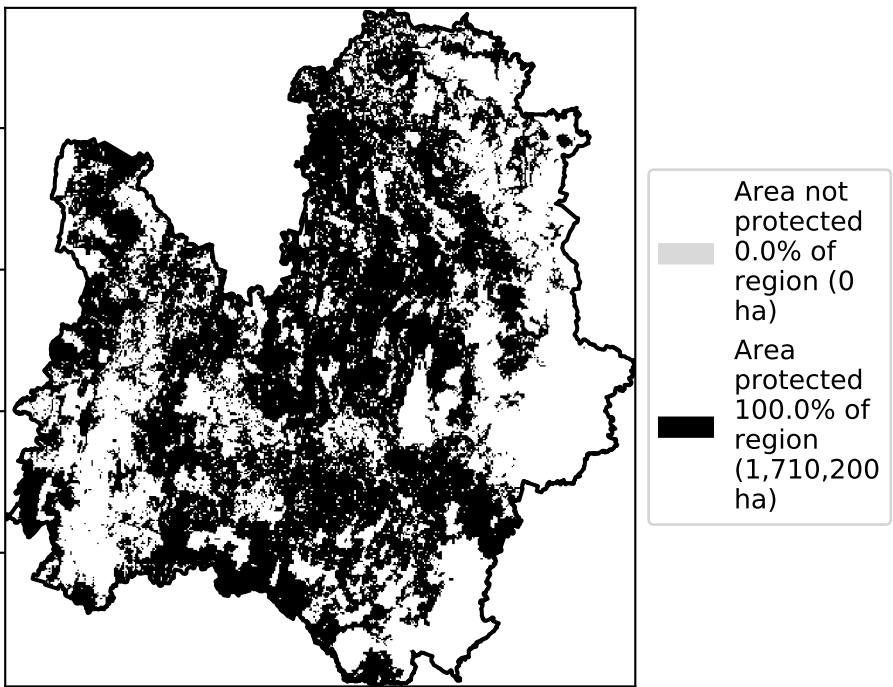 Area not
protected
0.0% of
region (0
ha)
Area
protected
100.0% of
region
(1,710,200
ha)